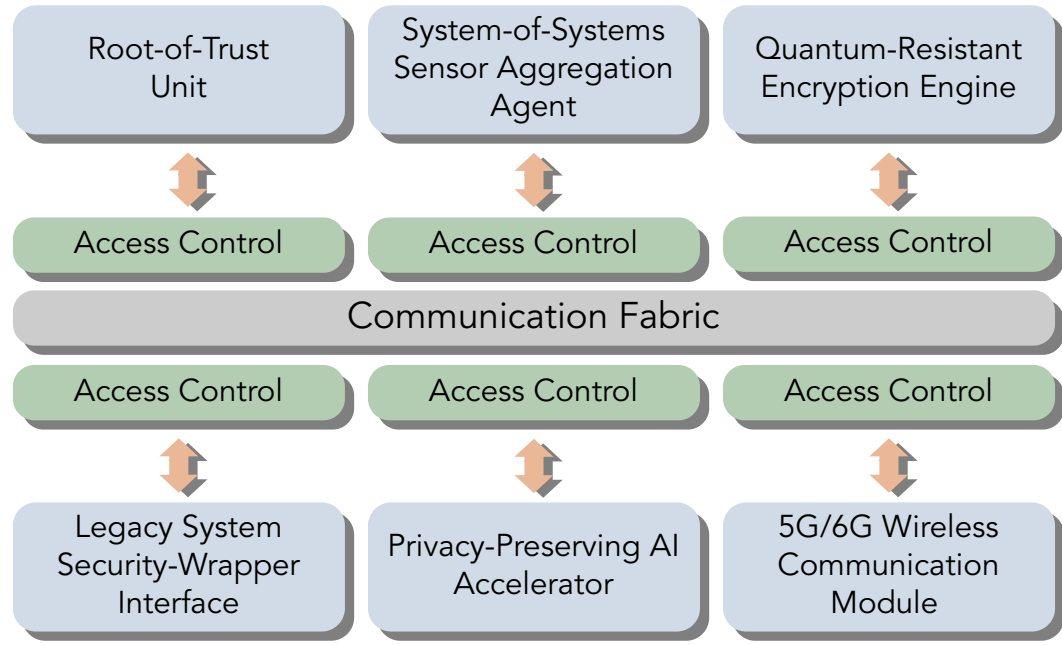 Root-of-Trust
Unit
System-of-Systems
Sensor Aggregation
Agent
Quantum-Resistant
Encryption Engine
Access Control
Access Control
Access Control
Communication Fabric
Access Control
Access Control
Access Control
Legacy System
Security-Wrapper
Interface
Privacy-Preserving AI
Accelerator
5G/6G Wireless
Communication
Module